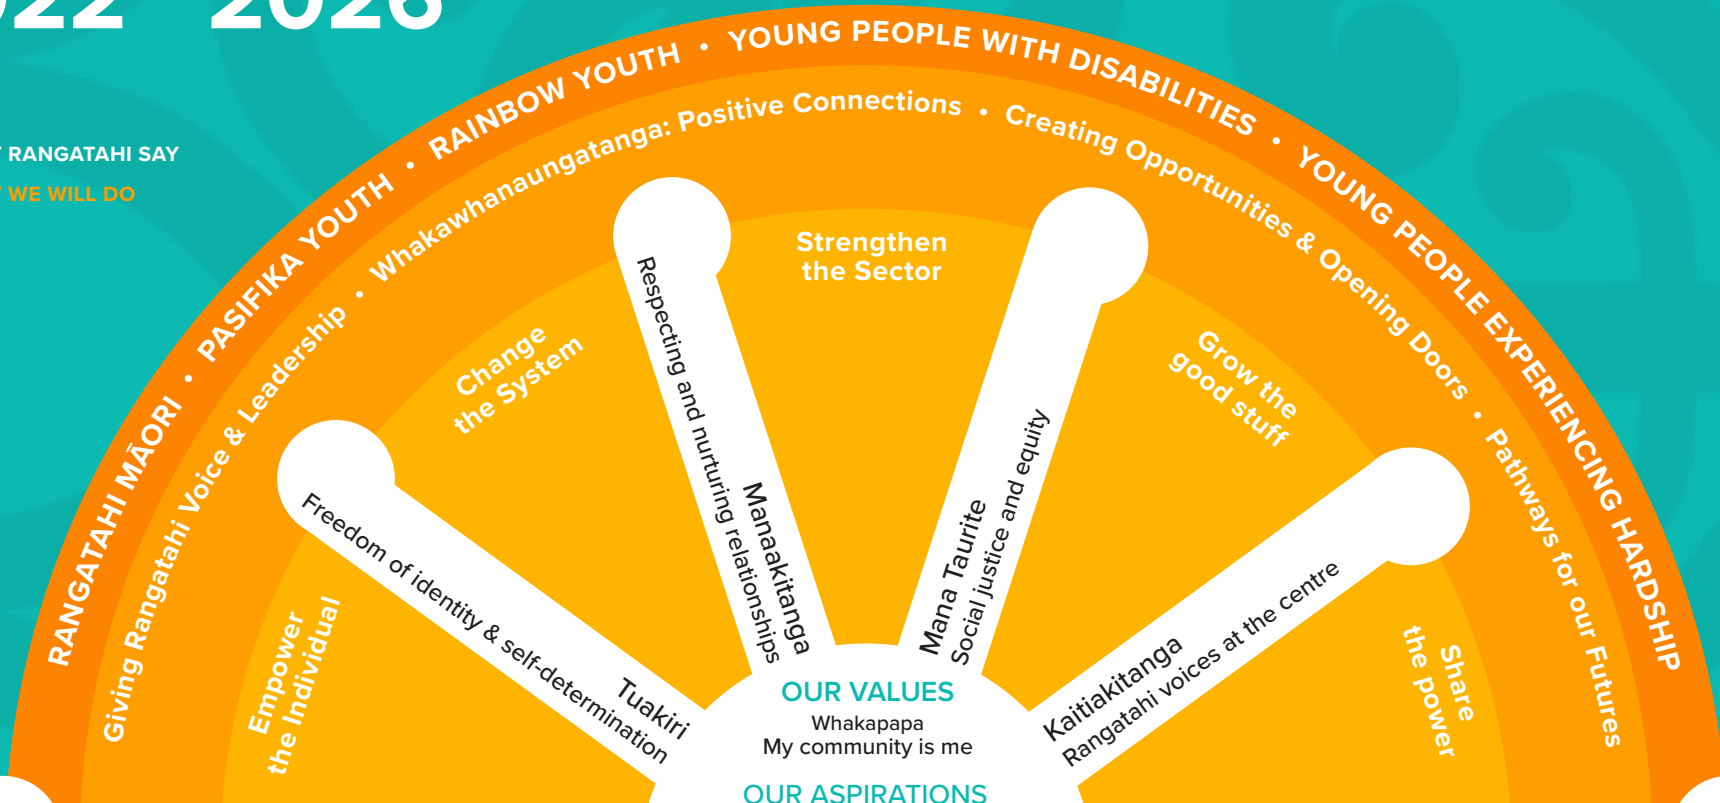 2026
RANGATAHI SAY
WE WILL DO
RANGATAHI MĀORI • PASIFIKA YOUTH • RAINBOW YOUTH • YOUNG PEOPLE WITH DISABILITIES • YOUNG PEOPLE EXPERIENCING HARDSHIP
Giving Rangatahi Voice & Leadership • Whakawhanaungatanga: Positive Connections • Creating Opportunities & Opening Doors • Pathways for our Futures
Empower
the Individual
Change
the System
Strengthen
the Sector
Grow the
good stuff
Share
the power
Tuakiri
Freedom of identity & self-determination
Manaakitanga
Respecting and nurturing relationships
Mana Taurite
Social justice and equity
Kaitiakitanga
Rangatahi voices at the centre
OUR VALUES
Whakapapa
My community is me
OUR ASPIRATIONS